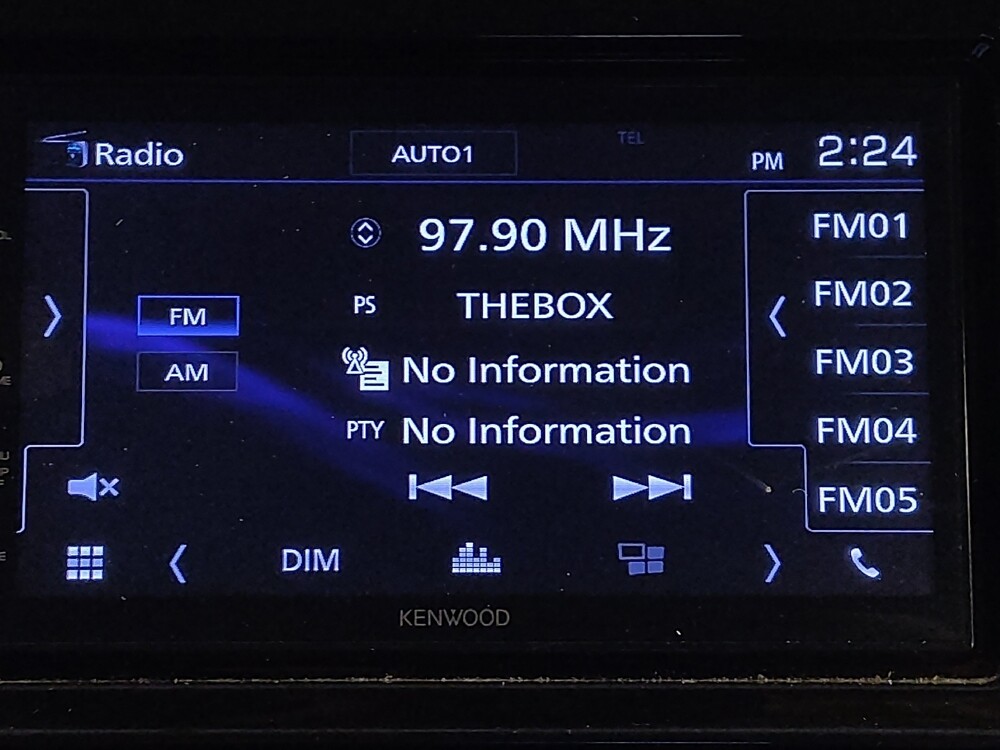 Radio AUTO1 TEL PM 2:24
97.90 MHz
PS THEBOX
No Information
PTY No Information
FM
AM
FM01
FM02
FM03
FM04
FM05
DIM
KENWOOD